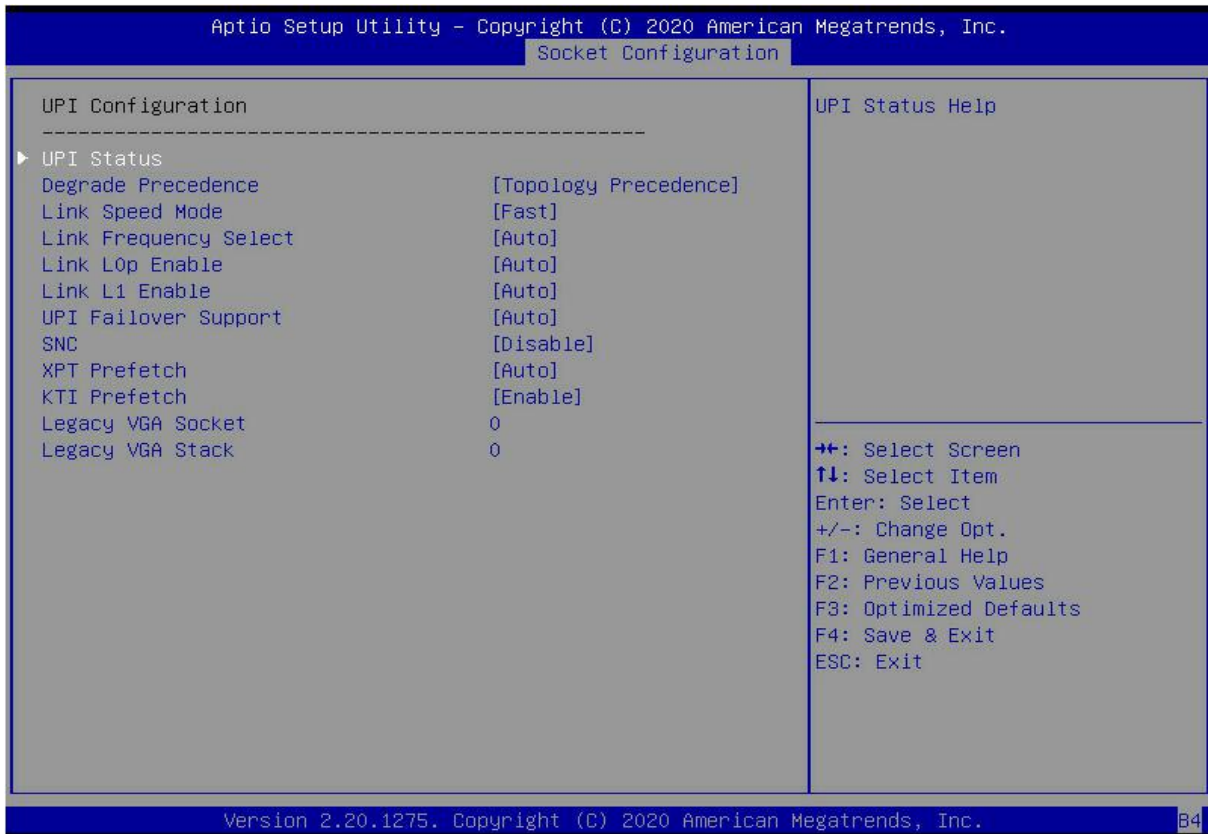 Aptio Setup Utility – Copyright (C) 2020 American Megatrends, Inc.
Socket Configuration
UPI Configuration
--------------------------------------------------
UPI Status
Degrade Precedence [Topology Precedence]
Link Speed Mode [Fast]
Link Frequency Select [Auto]
Link L0p Enable [Auto]
Link L1 Enable [Auto]
UPI Failover Support [Auto]
SNC [Disable]
XPT Prefetch [Auto]
KTI Prefetch [Enable]
Legacy VGA Socket 0
Legacy VGA Stack 0
UPI Status Help
→←: Select Screen
↑↓: Select Item
Enter: Select
+/-: Change Opt.
F1: General Help
F2: Previous Values
F3: Optimized Defaults
F4: Save & Exit
ESC: Exit
Version 2.20.1275. Copyright (C) 2020 American Megatrends, Inc.
B4